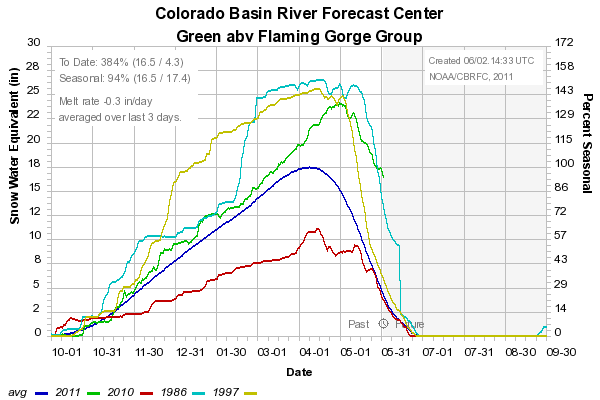 Colorado Basin River Forecast Center
Green abv Flaming Gorge Group
To Date: 384% (16.5 / 4.3)
Seasonal: 94% (16.5 / 17.4)
Melt rate -0.3 in/day
averaged over last 3 days.
Created 06/02.14:33 UTC
NOAA/CBRFC, 2011
Snow Water Equivalent (in)
30
28
25
22
20
18
15
12
10
8
5
2
0
Percent Seasonal
172
158
143
129
115
100
86
72
57
43
29
14
0
Past
Future
10-01 10-31 11-30 12-31 01-30 03-01 04-01 05-01 05-31 07-01 07-31 08-30 09-30
Date
avg 2011 2010 1986 1997